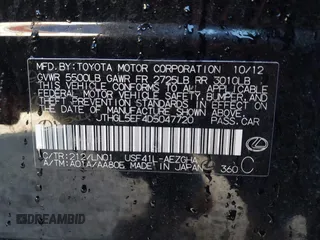 MFD.BY:TOYOTA MOTOR CORPORATION 10/12
GVWR 5500LB GAWR FR 2725LB RR 3010LB
THIS VEHICLE CONFORMS TO ALL APPLICABLE
FEDERAL MOTOR VEHICLE SAFETY, BUMPER, AND
THEFT PREVENTION STANDARDS IN EFFECT ON
THE DATE OF MANUFACTURE SHOWN ABOVE.
JTHGL5EF4D5047720 PASS.CAR
C/TR:212/LN01 USF41L-AEZGHA
A/TM:A01A/AA80E MADE IN JAPAN 360 C
DREAMBID